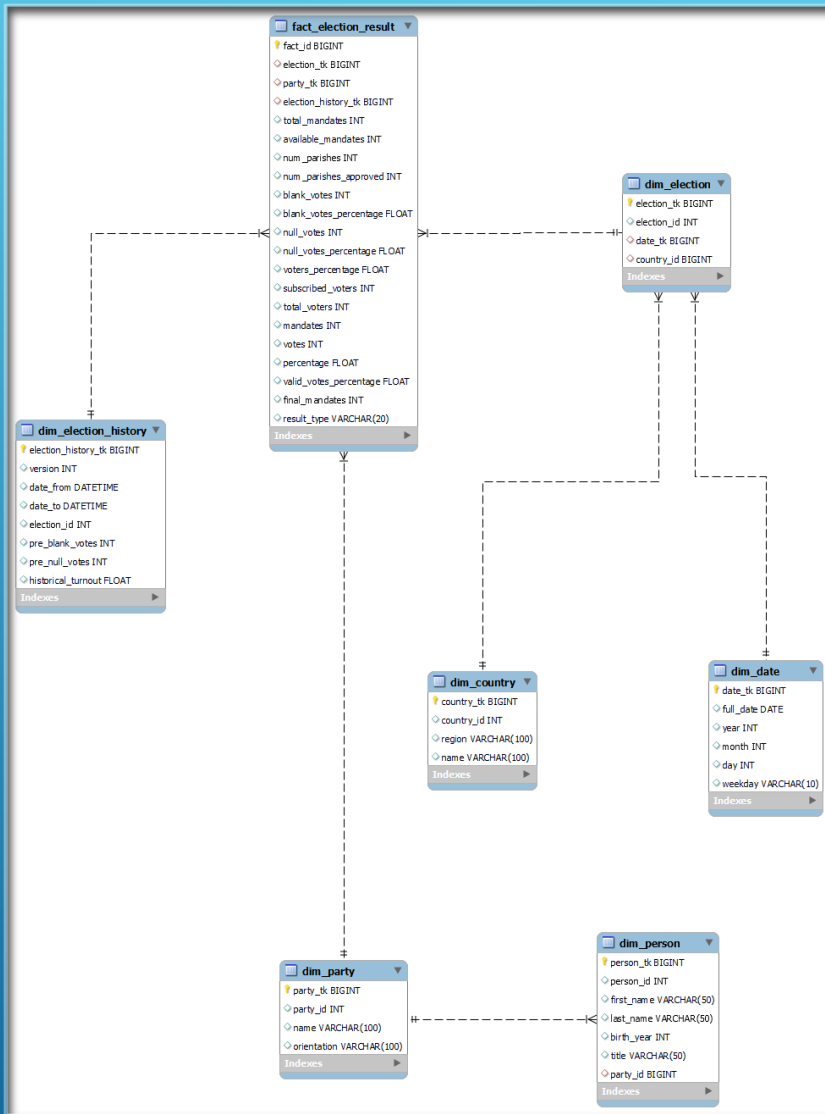 fact_election_result
fact_id BIGINT
election_tk BIGINT
party_tk BIGINT
election_history_tk BIGINT
total_mandates INT
available_mandates INT
num_parishes INT
num_parishes_approved INT
blank_votes INT
blank_votes_percentage FLOAT
null_votes INT
null_votes_percentage FLOAT
voters_percentage FLOAT
subscribed_voters INT
total_voters INT
mandates INT
votes INT
percentage FLOAT
valid_votes_percentage FLOAT
final_mandates INT
result_type VARCHAR(20)
Indexes
dim_election
election_tk BIGINT
election_id INT
date_tk BIGINT
country_id BIGINT
Indexes
dim_election_history
election_history_tk BIGINT
version INT
date_from DATETIME
date_to DATETIME
election_id INT
pre_blank_votes INT
pre_null_votes INT
historical_turnout FLOAT
Indexes
dim_country
country_tk BIGINT
country_id INT
region VARCHAR(100)
name VARCHAR(100)
Indexes
dim_date
date_tk BIGINT
full_date DATE
year INT
month INT
day INT
weekday VARCHAR(10)
Indexes
dim_party
party_tk BIGINT
party_id INT
name VARCHAR(100)
orientation VARCHAR(100)
Indexes
dim_person
person_tk BIGINT
person_id INT
first_name VARCHAR(50)
last_name VARCHAR(50)
birth_year INT
title VARCHAR(50)
party_id BIGINT
Indexes